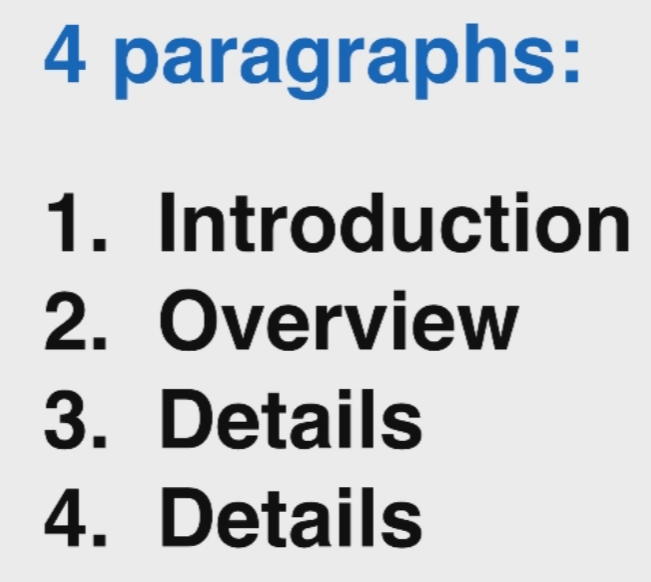 4 paragraphs:
1. Introduction
2. Overview
3. Details
4. Details